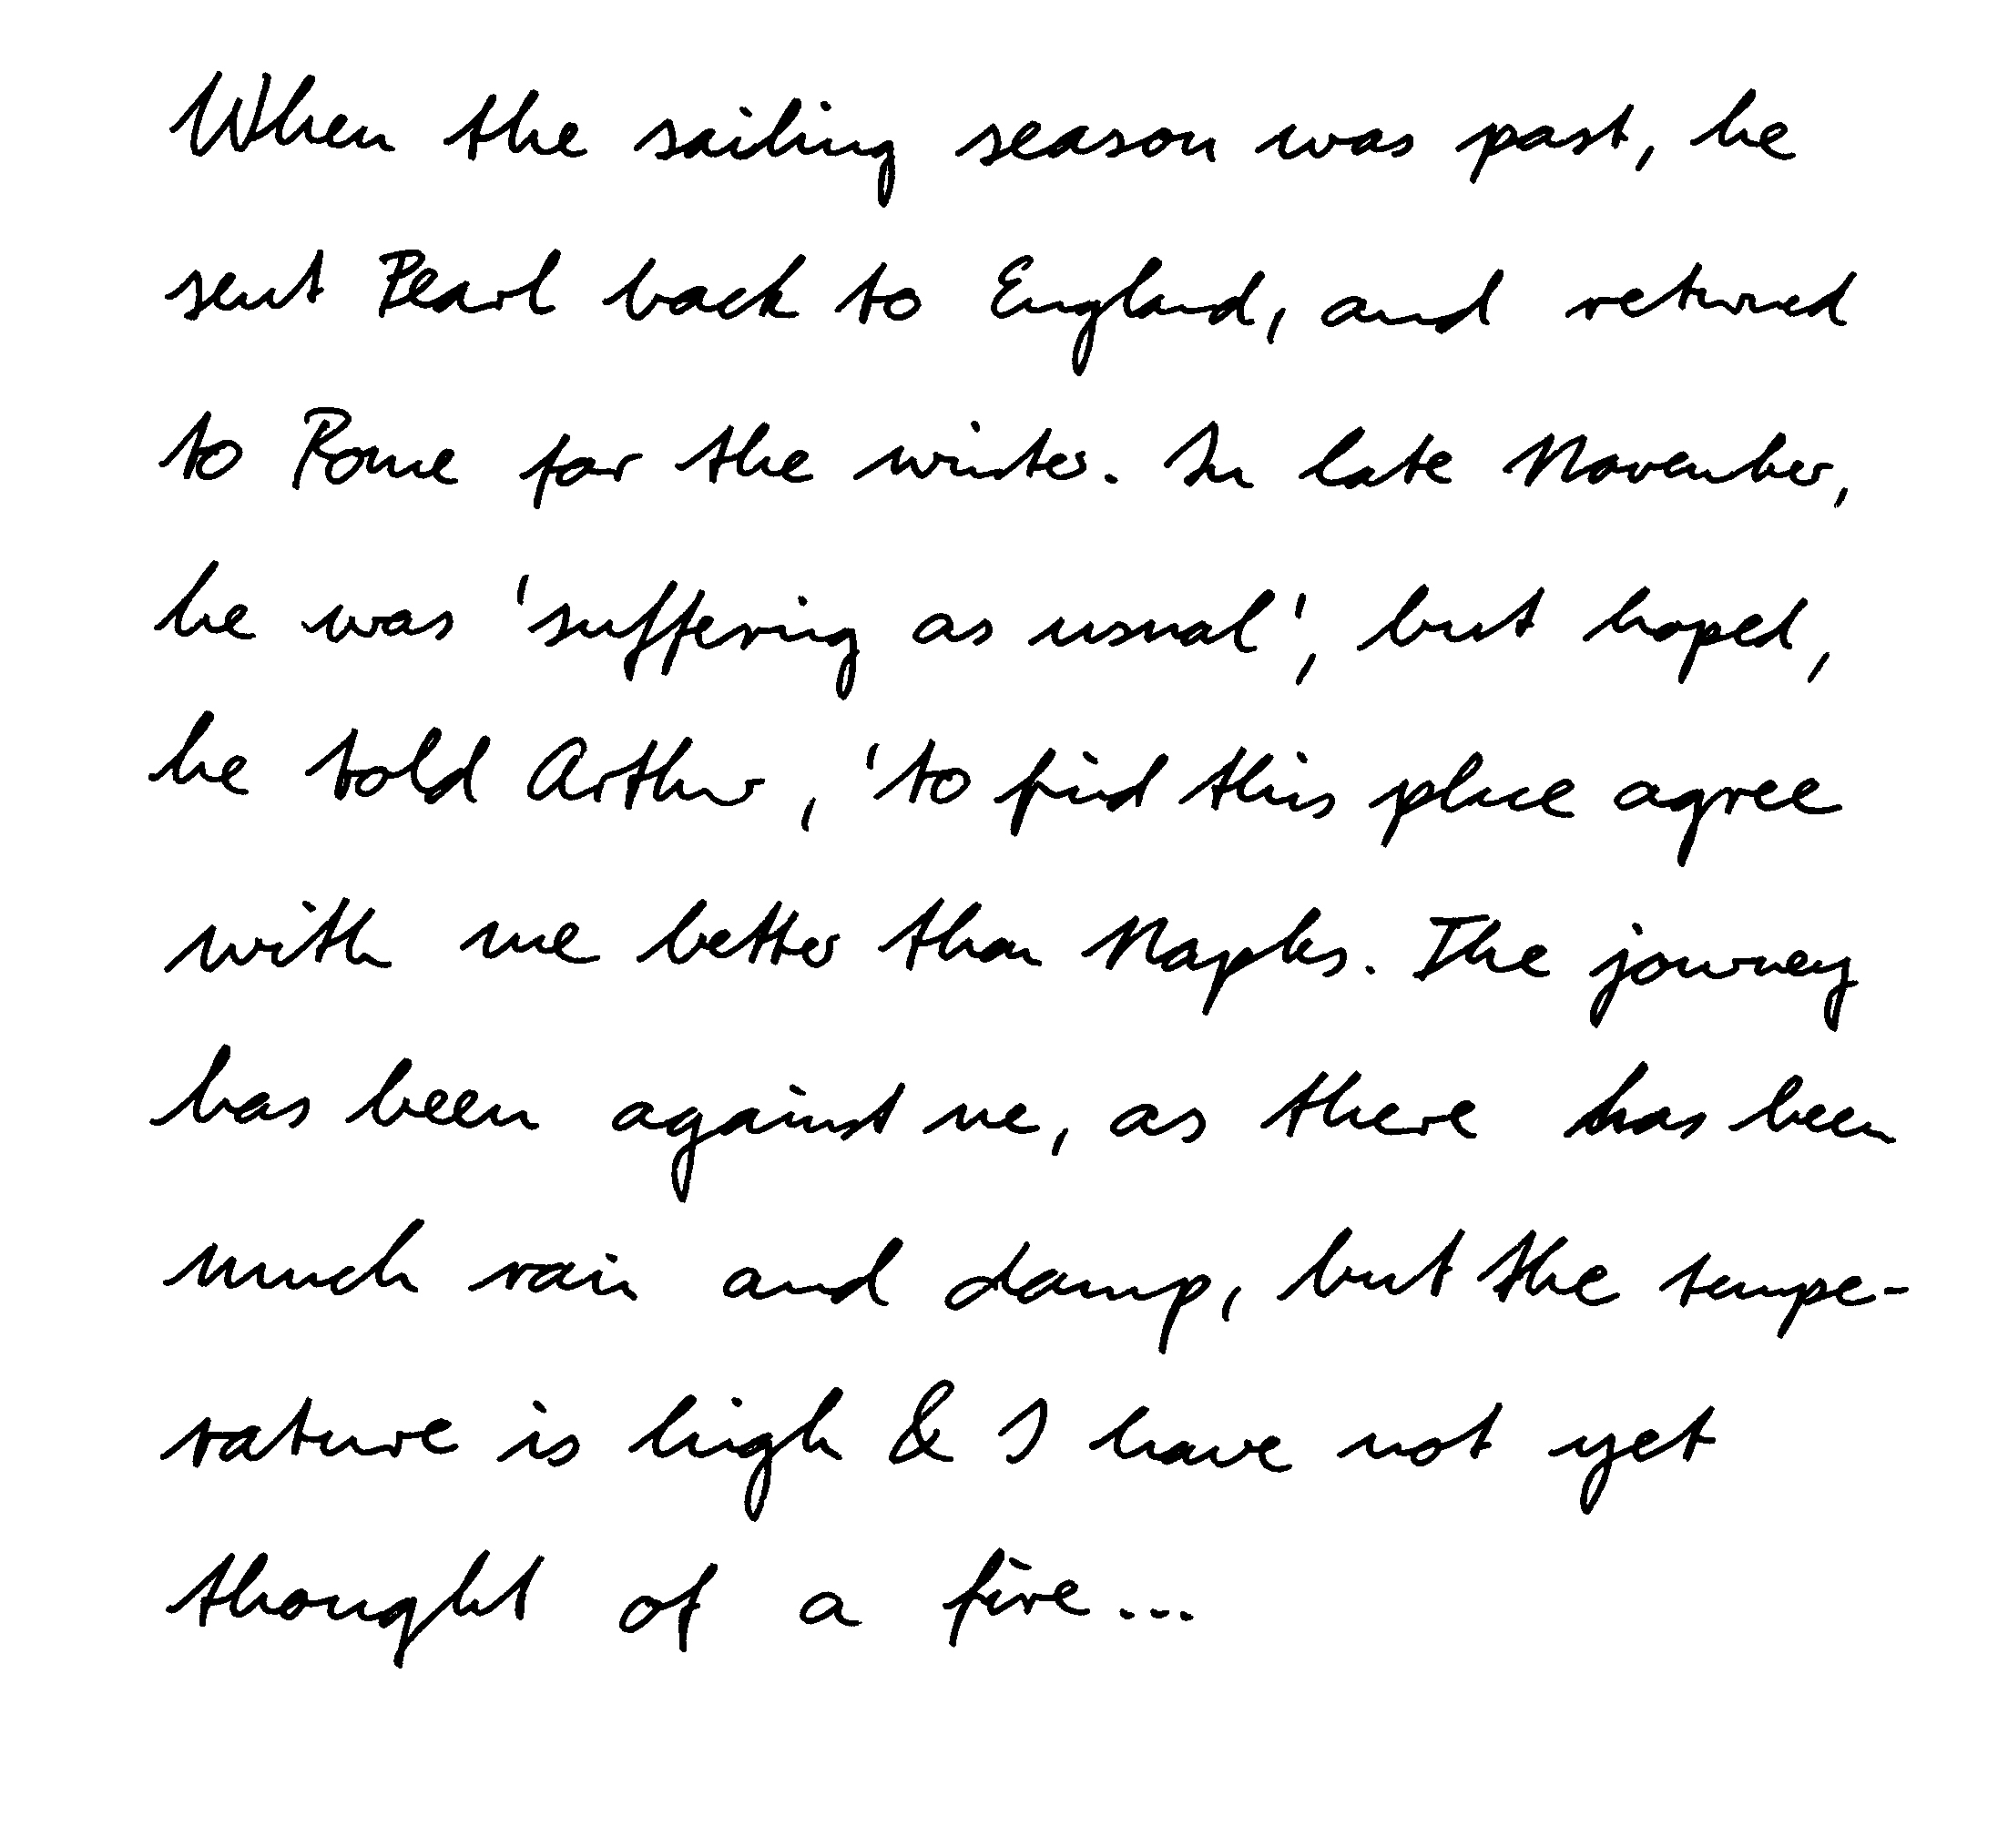 When the sailing season was past, he
sent Pearl back to England, and returned
to Rome for the winter. In late November,
he was 'suffering as usual', but hoped,
he told Arthur, 'to find this place agree
with me better than Naples. The journey
has been against me, as there has been
much rain and damp, but the tempe-
rature is high & I have not yet
thought of a fire...